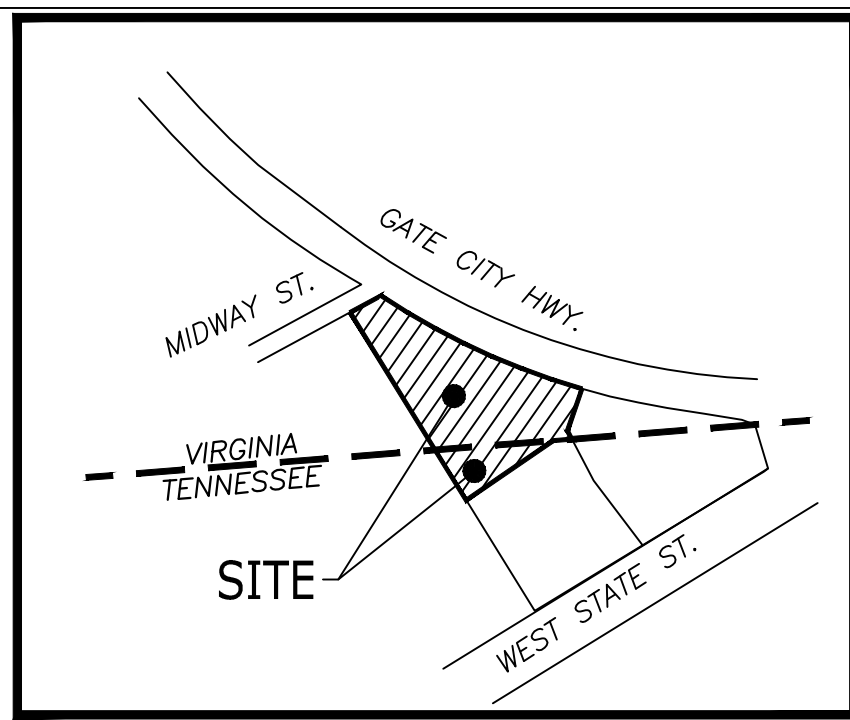 GATE CITY HWY.
MIDWAY ST.
VIRGINIA
TENNESSEE
SITE
WEST STATE ST.